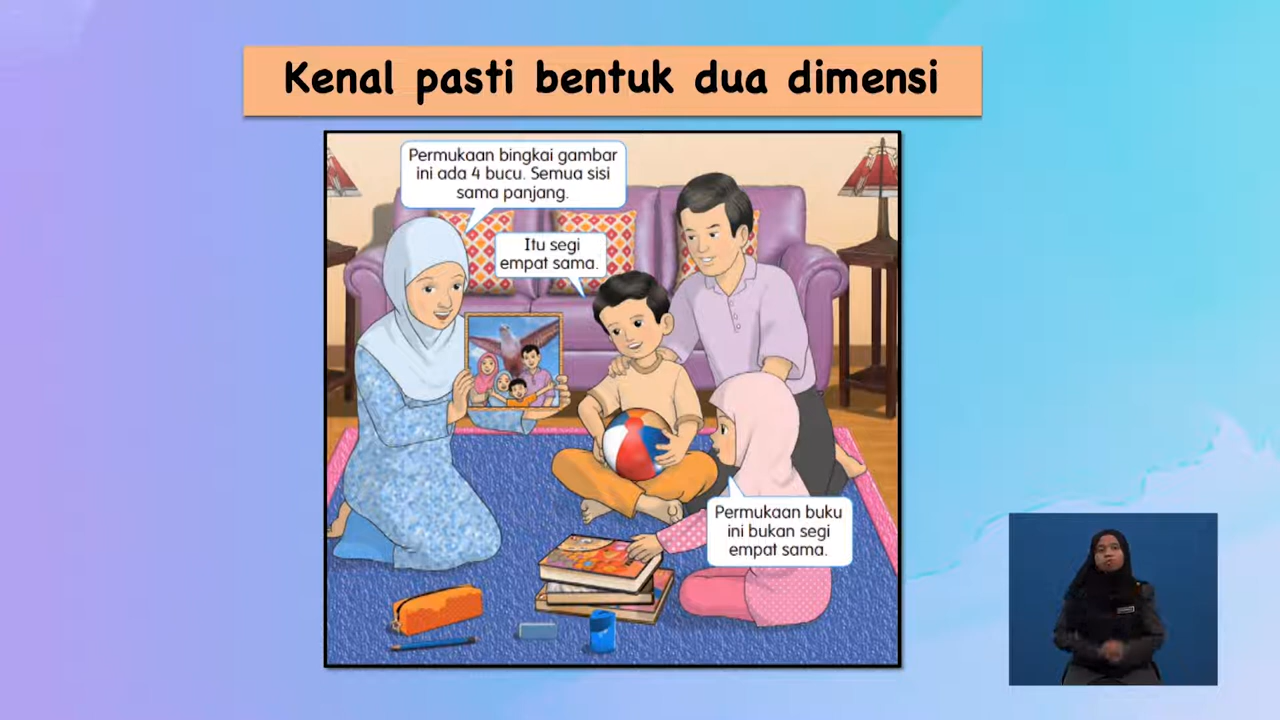 Kenal pasti bentuk dua dimensi
Permukaan bingkai gambar
ini ada 4 bucu. Semua sisi
sama panjang.
Itu segi
empat sama.
Permukaan buku
ini bukan segi
empat sama.